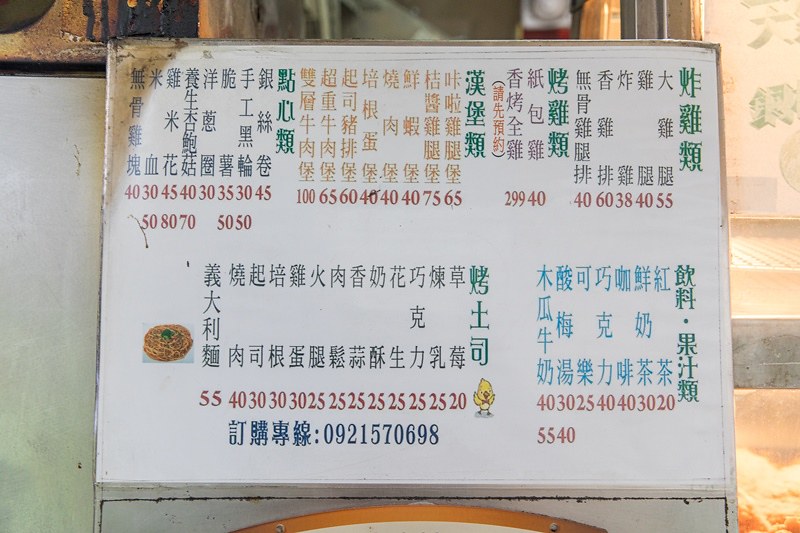 炸雞類
大雞腿 55
雞腿 40
炸雞 38
香雞排 60
無骨雞腿排 40
烤雞類
紙包雞 40
香烤全雞 299
(請先預約)
漢堡類
咔啦雞腿堡 65
桔醬雞腿堡 75
鮮蝦堡 40
燒肉堡 40
培根蛋堡 40
起司豬排堡 60
超重牛肉堡 65
雙層牛肉堡 100
點心類
銀絲卷 45
手工黑輪 30 50
脆薯 35 50
洋蔥圈 30
養生杏鮑菇 40 70
雞米花 45 80
米血 30 50
無骨雞塊 40
飲料·果汁類
紅茶 20
鮮奶茶 30
咖啡 40
巧克力 40
可樂 25
酸梅湯 30 40
木瓜牛奶 40 55
烤土司
草莓 20
煉乳 25
巧克力 25
花生 25
奶酥 25
香蒜 25
肉鬆 25
火腿 25
雞蛋 30
培根 30
起司 30
燒肉 40
義大利麵 55
訂購專線:0921570698